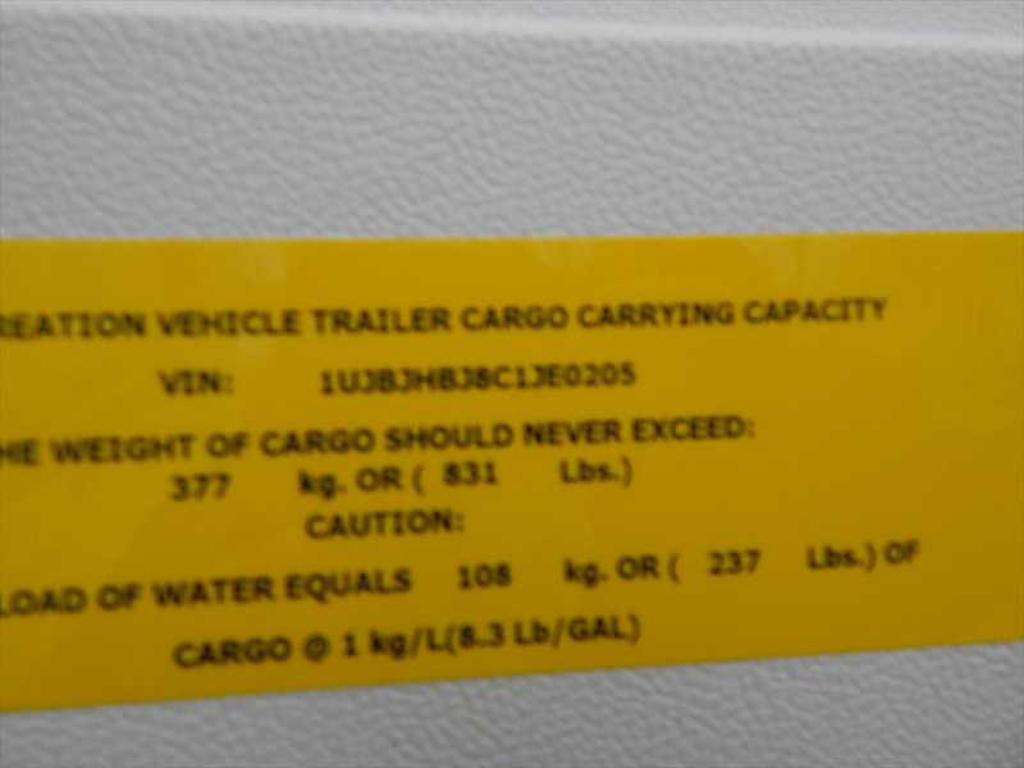 REATION VEHICLE TRAILER CARGO CARRYING CAPACITY
VIN: 1UJBJHBJ8C1JE0205
HE WEIGHT OF CARGO SHOULD NEVER EXCEED:
377 kg. OR ( 831 Lbs.)
CAUTION:
LOAD OF WATER EQUALS 108 kg. OR ( 237 Lbs.) OF
CARGO @ 1 kg/L(8.3 Lb/GAL)